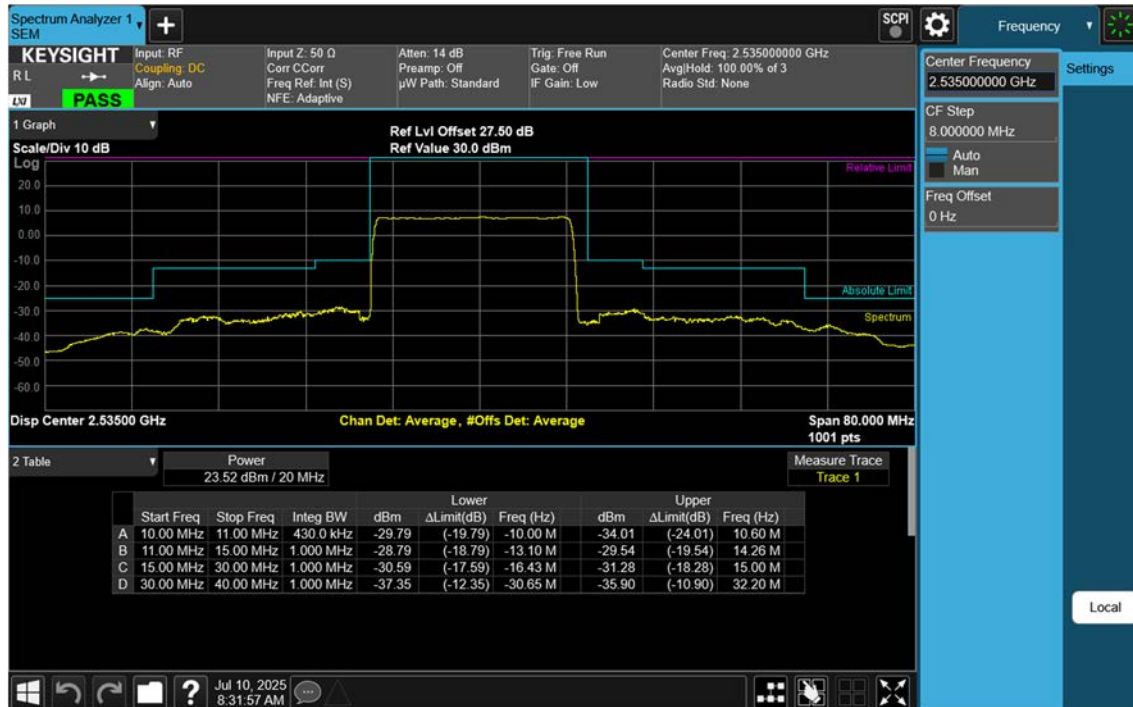 Spectrum Analyzer 1
SEM
SCPI
Frequency
KEYSIGHT
R L
LXI
PASS
Input: RF
Coupling: DC
Align: Auto
Input Z: 50 Ω
Corr CCorr
Freq Ref: Int (S)
NFE: Adaptive
Atten: 14 dB
Preamp: Off
µW Path: Standard
Trig: Free Run
Gate: Off
IF Gain: Low
Center Freq: 2.535000000 GHz
Avg|Hold: 100.00% of 3
Radio Std: None
Center Frequency
2.535000000 GHz
Settings
CF Step
8.000000 MHz
Auto
Man
Freq Offset
0 Hz
1 Graph
Scale/Div 10 dB
Ref Lvl Offset 27.50 dB
Ref Value 30.0 dBm
Log
Relative Limit
20.0
10.0
0.00
-10.0
-20.0
Absolute Limit
-30.0
Spectrum
-40.0
-50.0
-60.0
Disp Center 2.53500 GHz
Chan Det: Average, #Offs Det: Average
Span 80.000 MHz
1001 pts
2 Table
Power
23.52 dBm / 20 MHz
Measure Trace
Trace 1
Lower Upper
Start Freq Stop Freq Integ BW dBm ΔLimit(dB) Freq (Hz) dBm ΔLimit(dB) Freq (Hz)
A 10.00 MHz 11.00 MHz 430.0 kHz -29.79 (-19.79) -10.00 M -34.01 (-24.01) 10.60 M
B 11.00 MHz 15.00 MHz 1.000 MHz -28.79 (-18.79) -13.10 M -29.54 (-19.54) 14.26 M
C 15.00 MHz 30.00 MHz 1.000 MHz -30.59 (-17.59) -16.43 M -31.28 (-18.28) 15.00 M
D 30.00 MHz 40.00 MHz 1.000 MHz -37.35 (-12.35) -30.65 M -35.90 (-10.90) 32.20 M
Local
?
Jul 10, 2025
8:31:57 AM